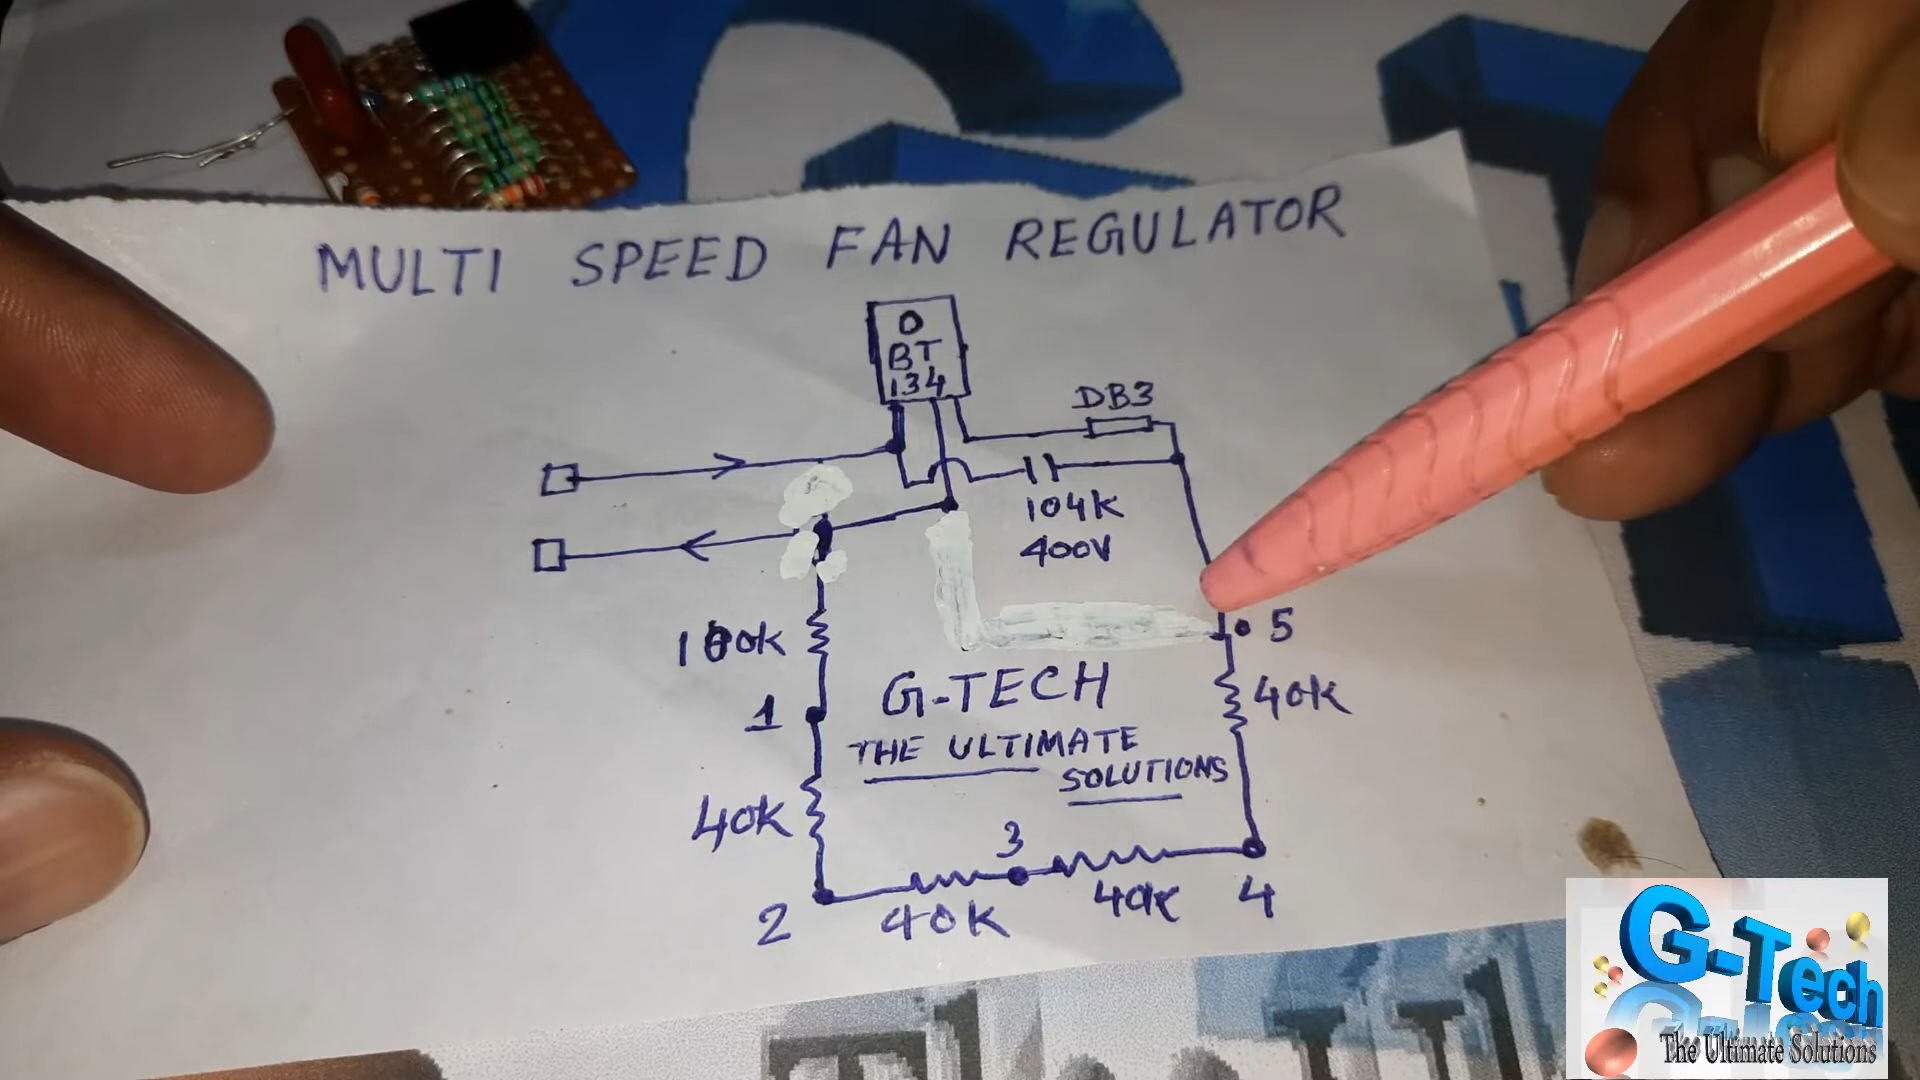 MULTI SPEED FAN REGULATOR
BT
134
DB3
104K
400V
5
100K
40K
G-TECH
1
THE ULTIMATE
SOLUTIONS
40K
3
2
40K
40K
4
G-Tech
The Ultimate Solutions